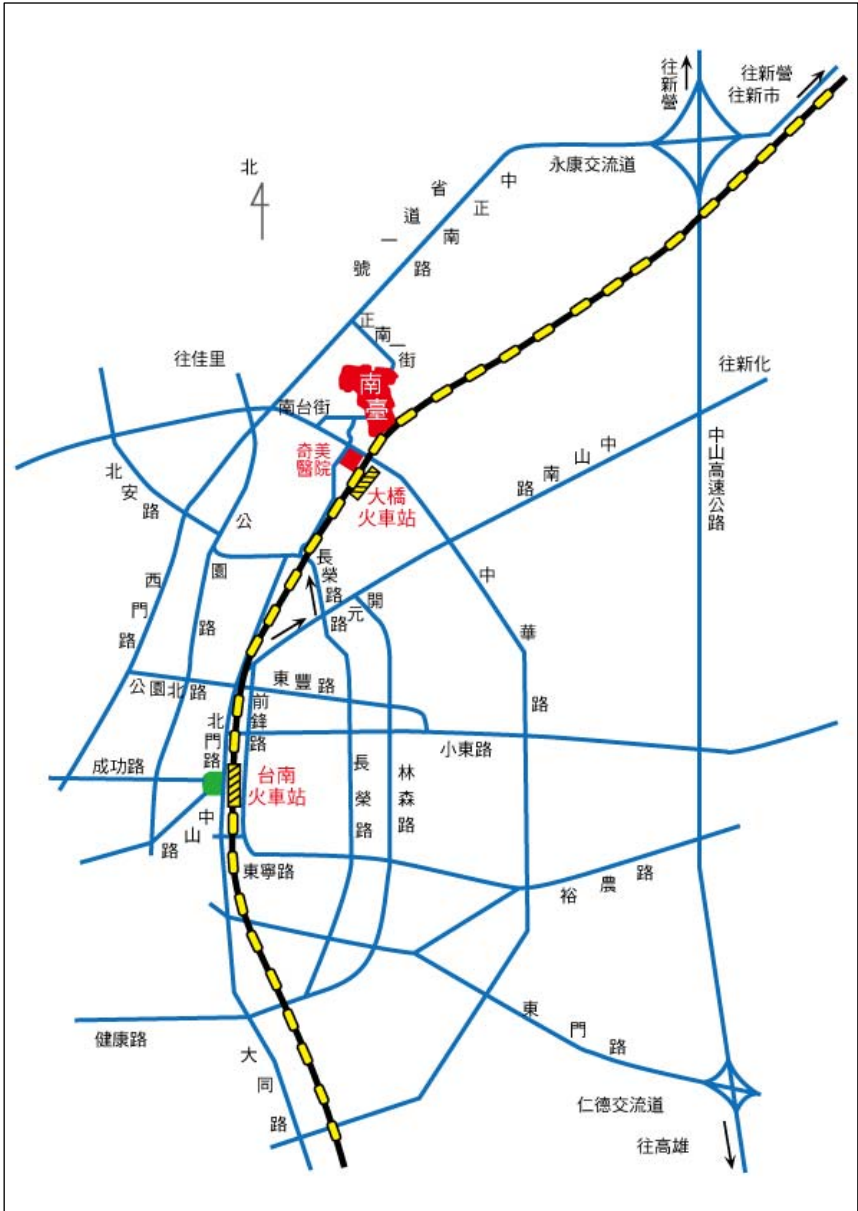 往新營
往新營
往新市
永康交流道
北
省道一號
中正南路
正南一街
往佳里
往新化
南臺
南台街
奇美
醫院
大橋
火車站
中山南路
中山高速公路
北安路
公園路
西門路
長榮路
開元路
中華路
公園北路
東豐路
北門路
前鋒路
小東路
成功路
台南
火車站
長榮路
林森路
中山路
東寧路
裕農路
東門路
健康路
大同路
仁德交流道
往高雄